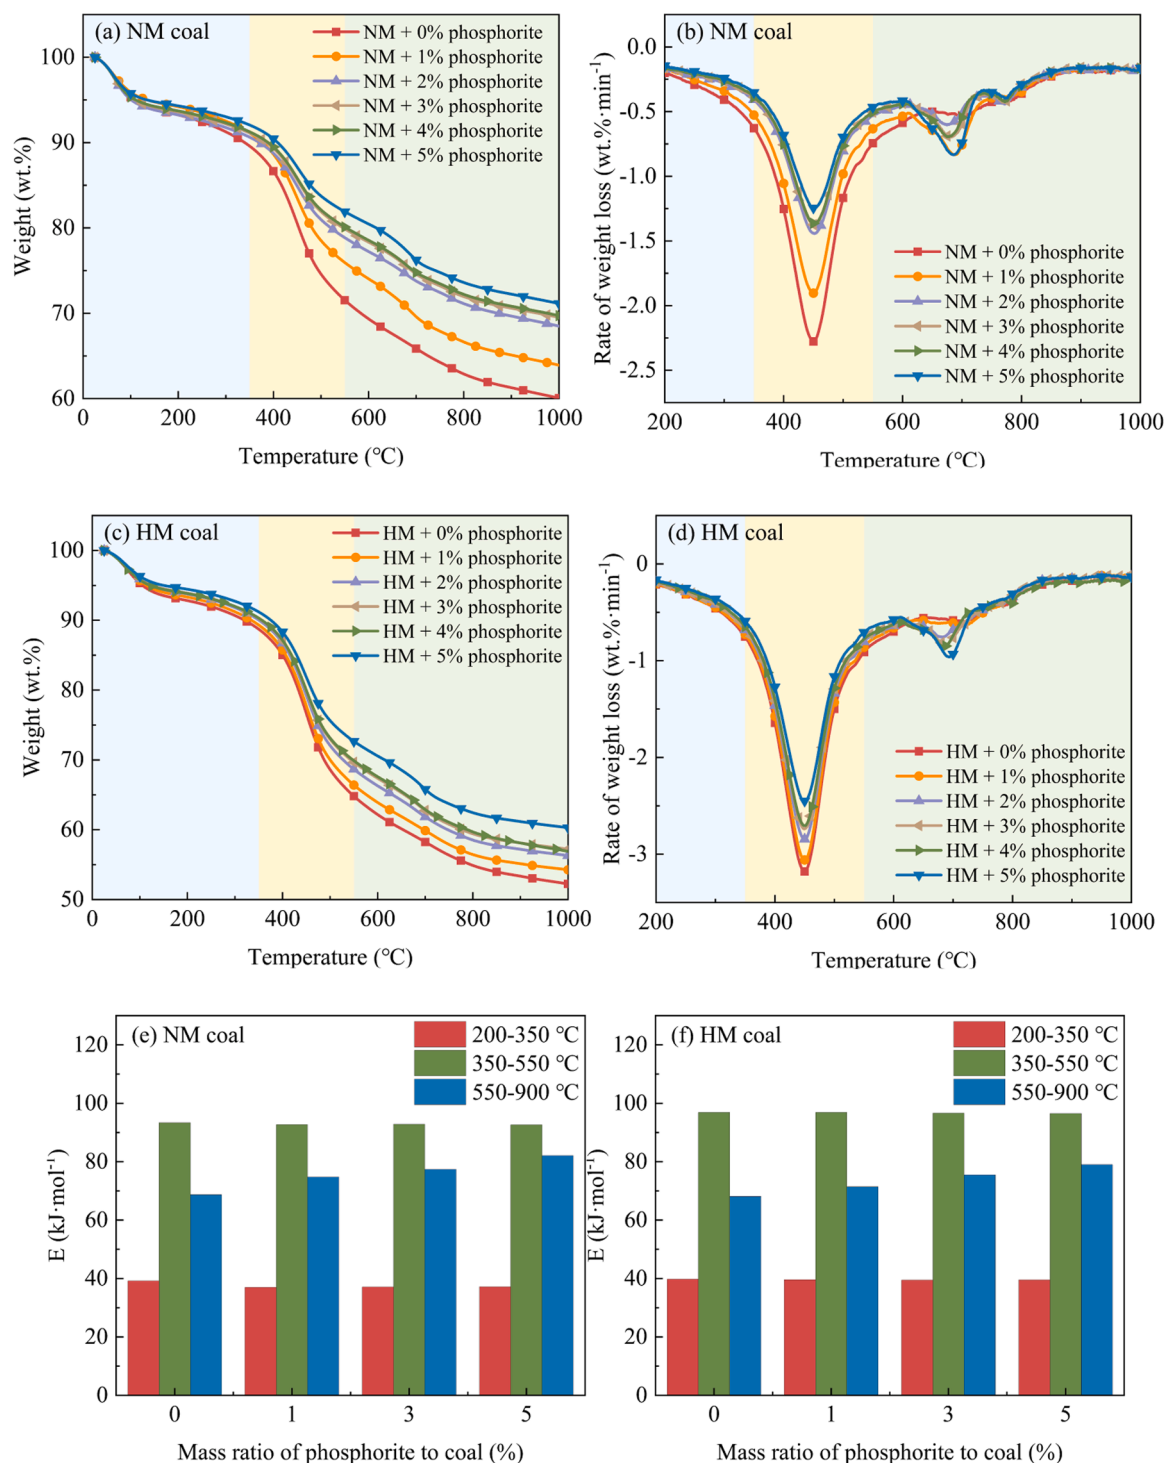 (a) NM coal
NM + 0% phosphorite
NM + 1% phosphorite
NM + 2% phosphorite
NM + 3% phosphorite
NM + 4% phosphorite
NM + 5% phosphorite
100
90
80
70
60
Weight (wt.%)
0 200 400 600 800 1000
Temperature (℃)
(b) NM coal
0.0
-0.5
-1.0
-1.5
-2.0
-2.5
Rate of weight loss (wt.%·min⁻¹)
NM + 0% phosphorite
NM + 1% phosphorite
NM + 2% phosphorite
NM + 3% phosphorite
NM + 4% phosphorite
NM + 5% phosphorite
200 400 600 800 1000
Temperature (℃)
(c) HM coal
HM + 0% phosphorite
HM + 1% phosphorite
HM + 2% phosphorite
HM + 3% phosphorite
HM + 4% phosphorite
HM + 5% phosphorite
100
90
80
70
60
50
Weight (wt.%)
0 200 400 600 800 1000
Temperature (℃)
(d) HM coal
0
-1
-2
-3
Rate of weight loss (wt.%·min⁻¹)
HM + 0% phosphorite
HM + 1% phosphorite
HM + 2% phosphorite
HM + 3% phosphorite
HM + 4% phosphorite
HM + 5% phosphorite
200 400 600 800 1000
Temperature (℃)
(e) NM coal
200-350 ℃
350-550 ℃
550-900 ℃
120
100
80
60
40
20
0
E (kJ·mol⁻¹)
0 1 3 5
Mass ratio of phosphorite to coal (%)
(f) HM coal
200-350 ℃
350-550 ℃
550-900 ℃
120
100
80
60
40
20
0
E (kJ·mol⁻¹)
0 1 3 5
Mass ratio of phosphorite to coal (%)